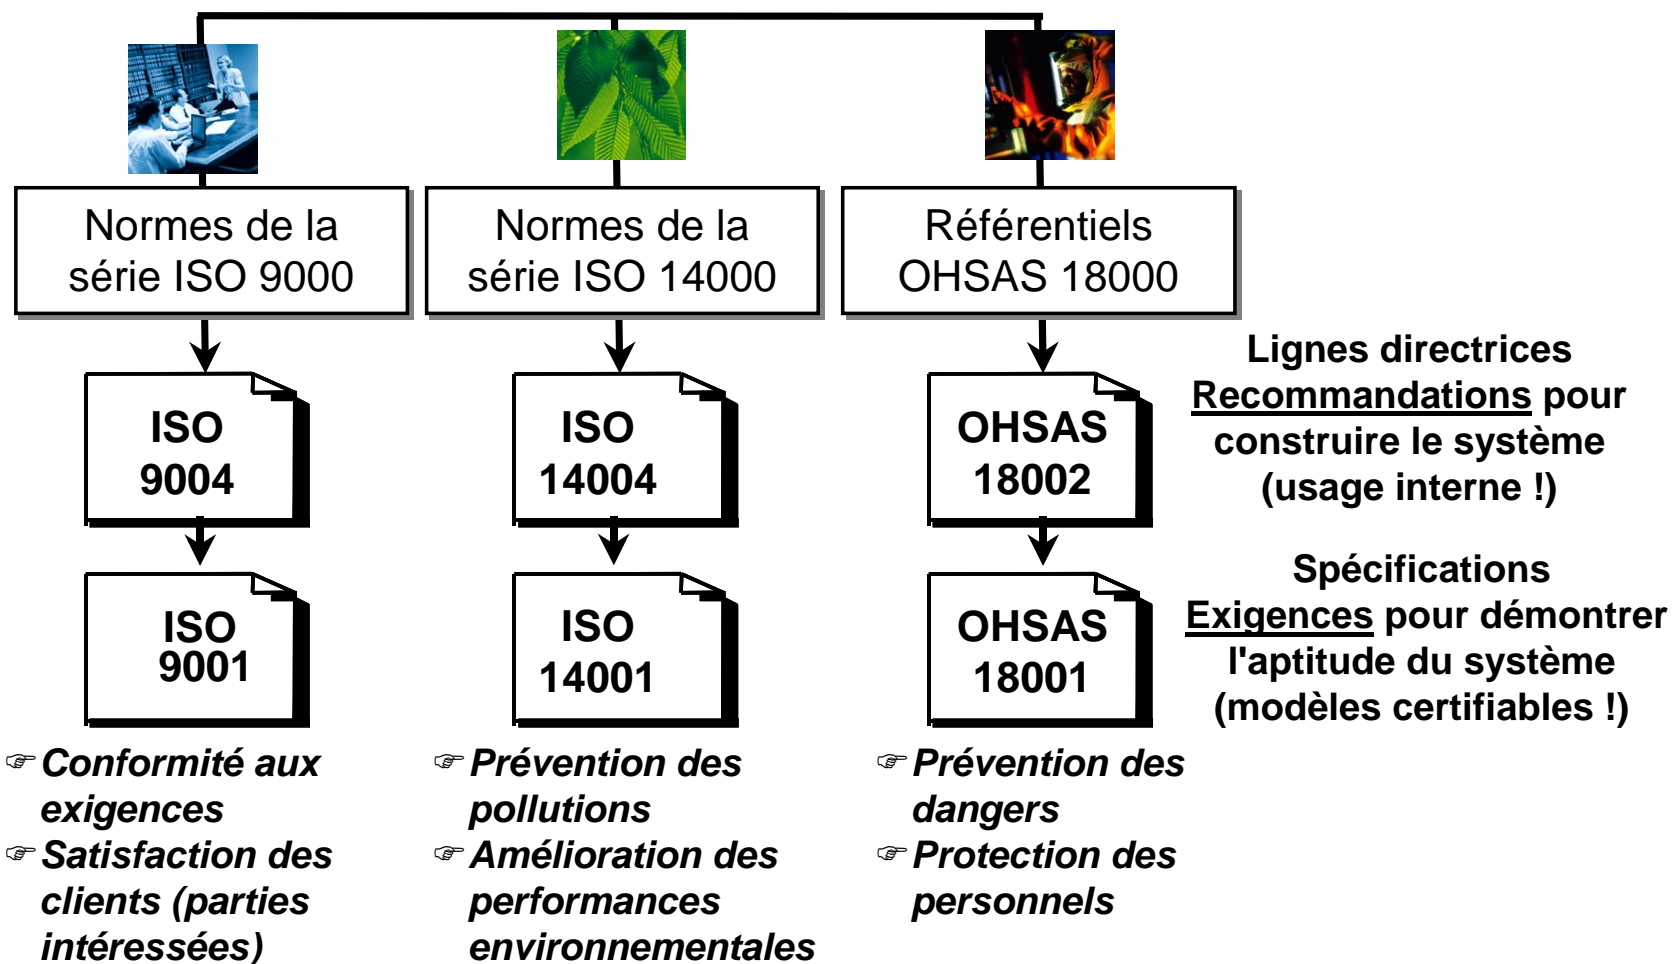 Normes de la
série ISO 9000
Normes de la
série ISO 14000
Référentiels
OHSAS 18000
ISO
9004
ISO
14004
OHSAS
18002
Lignes directrices
Recommandations pour
construire le système
(usage interne !)
ISO
9001
ISO
14001
OHSAS
18001
Spécifications
Exigences pour démontrer
l'aptitude du système
(modèles certifiables !)
☞ Conformité aux
exigences
☞ Satisfaction des
clients (parties
intéressées)
☞ Prévention des
pollutions
☞ Amélioration des
performances
environnementales
☞ Prévention des
dangers
☞ Protection des
personnels